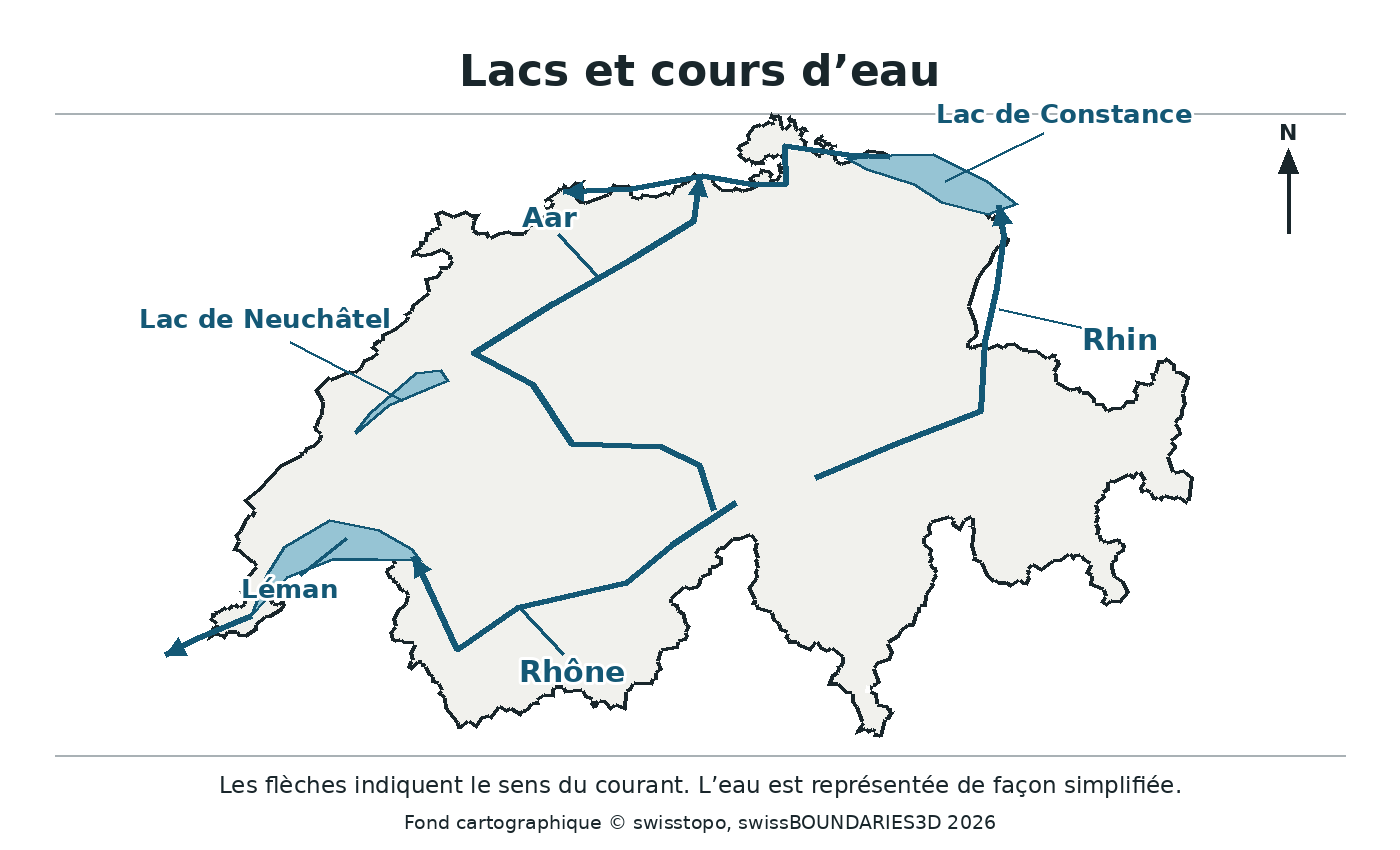 Lacs et cours d’eau
Lac de Constance
N
Aar
Lac de Neuchâtel
Rhin
Léman
Rhône
Les flèches indiquent le sens du courant. L’eau est représentée de façon simplifiée.
Fond cartographique © swisstopo, swissBOUNDARIES3D 2026